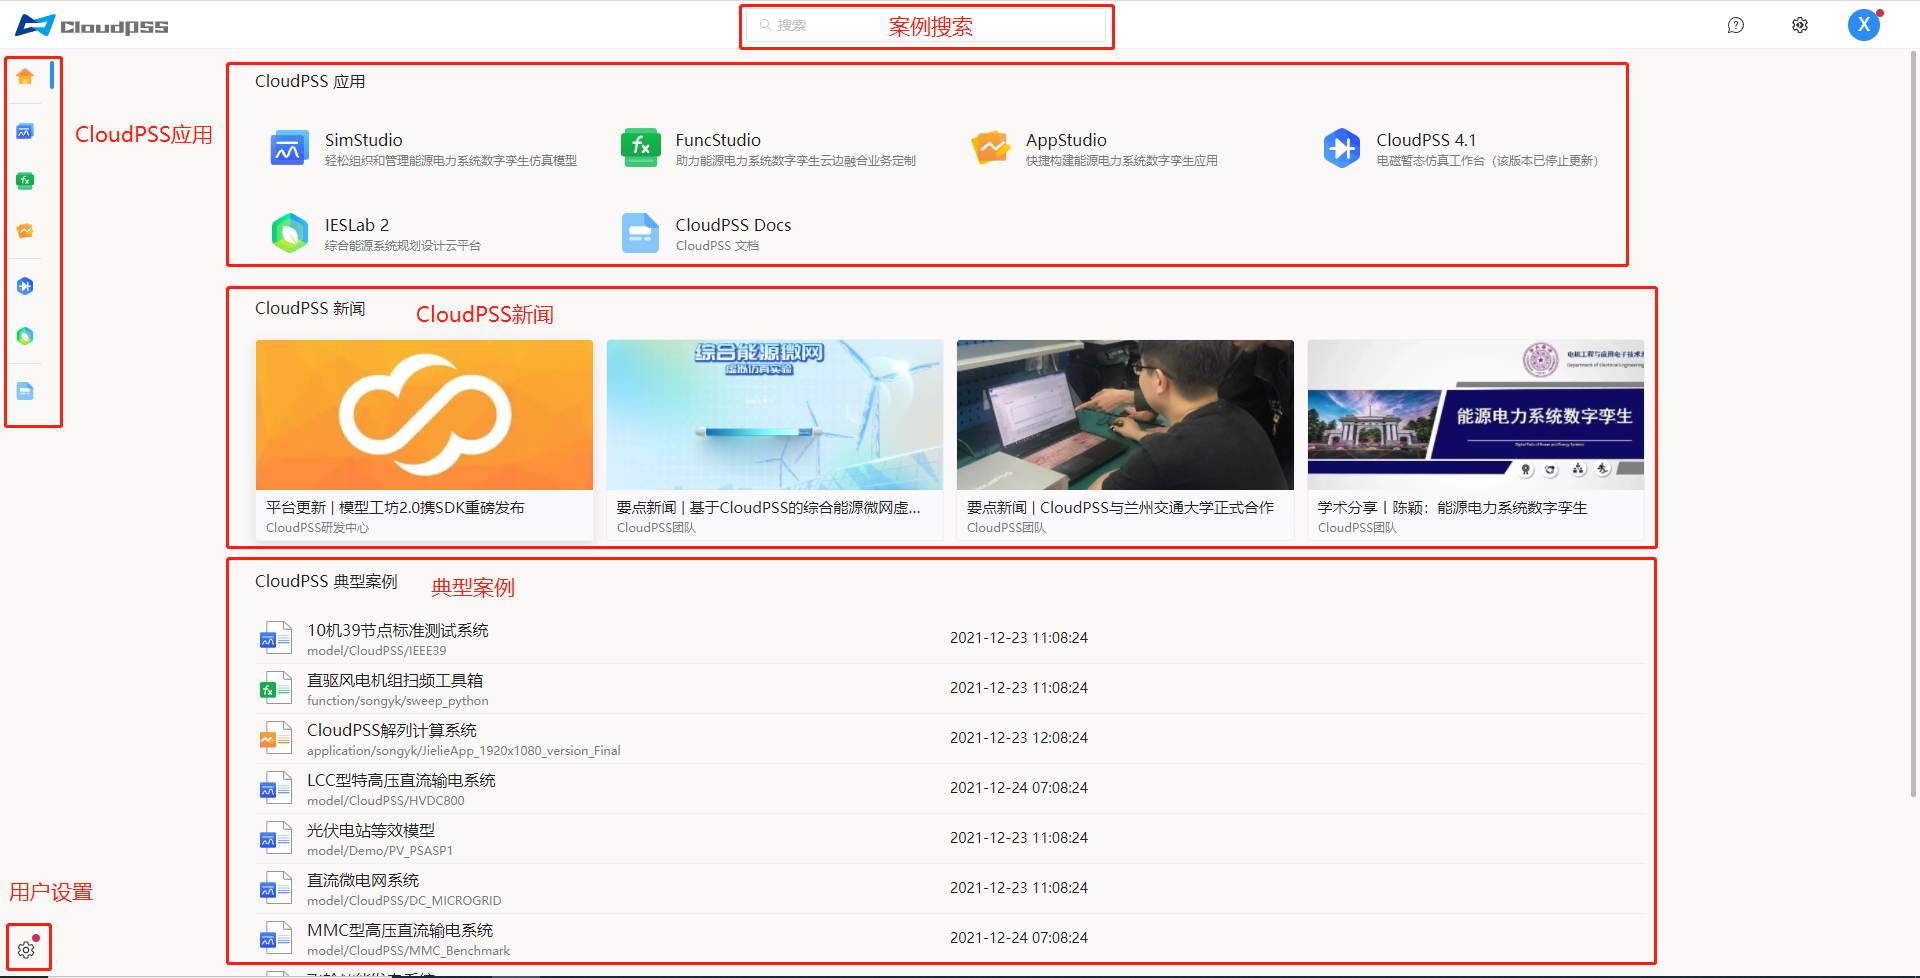 CloudPSS
搜索
案例搜索
X
CloudPSS应用
CloudPSS 应用
SimStudio
轻松组织和管理能源电力系统数字孪生仿真模型
FuncStudio
助力能源电力系统数字孪生云边融合业务定制
AppStudio
快捷构建能源电力系统数字孪生应用
CloudPSS 4.1
电磁暂态仿真工作台（该版本已停止更新）
IESLab 2
综合能源系统规划设计云平台
CloudPSS Docs
CloudPSS 文档
CloudPSS 新闻
CloudPSS新闻
综合能源微网
虚拟仿真实验
电机工程与应用电子技术
Department of Electrical Engineering
能源电力系统数字孪生
平台更新 | 模型工坊2.0携SDK重磅发布
CloudPSS研发中心
要点新闻 | 基于CloudPSS的综合能源微网虚...
CloudPSS团队
要点新闻 | CloudPSS与兰州交通大学正式合作
CloudPSS团队
学术分享丨陈颖：能源电力系统数字孪生
CloudPSS团队
CloudPSS 典型案例
典型案例
10机39节点标准测试系统
model/CloudPSS/IEEE39
2021-12-23 11:08:24
直驱风电机组扫频工具箱
function/songyk/sweep_python
2021-12-23 11:08:24
CloudPSS解列计算系统
application/songyk/JielieApp_1920x1080_version_Final
2021-12-23 12:08:24
LCC型特高压直流输电系统
model/CloudPSS/HVDC800
2021-12-24 07:08:24
光伏电站等效模型
model/Demo/PV_PSASP1
2021-12-23 11:08:24
直流微电网系统
model/CloudPSS/DC_MICROGRID
2021-12-23 11:08:24
MMC型高压直流输电系统
model/CloudPSS/MMC_Benchmark
2021-12-24 07:08:24
用户设置